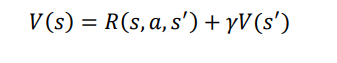 V(s) = R(s, a, s′) + γV(s′)